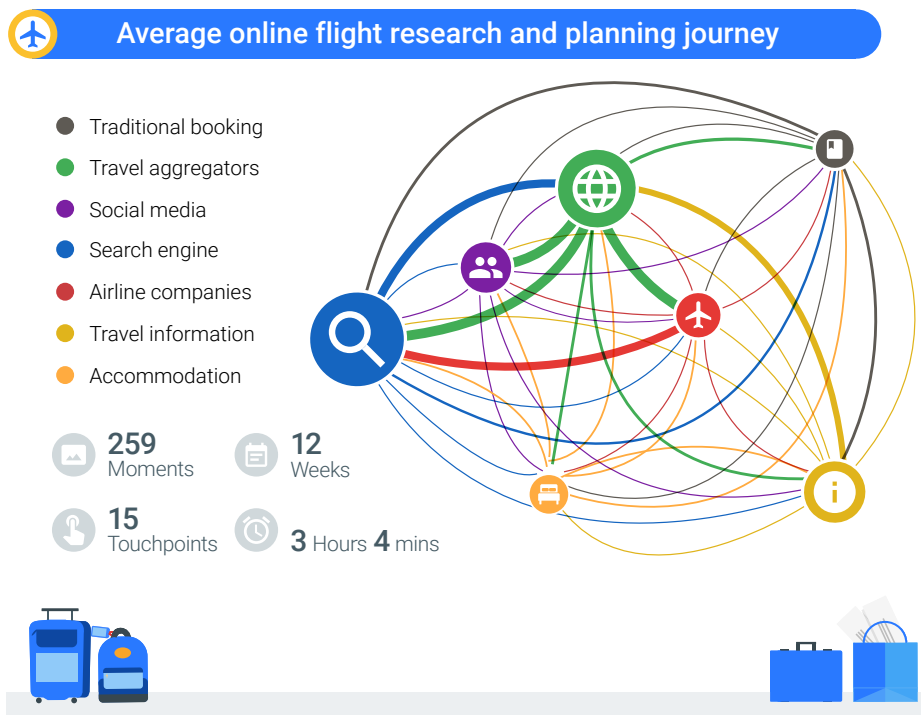 Average online flight research and planning journey
Traditional booking
Travel aggregators
Social media
Search engine
Airline companies
Travel information
Accommodation
259
Moments
12
Weeks
15
Touchpoints
3 Hours 4 mins
i